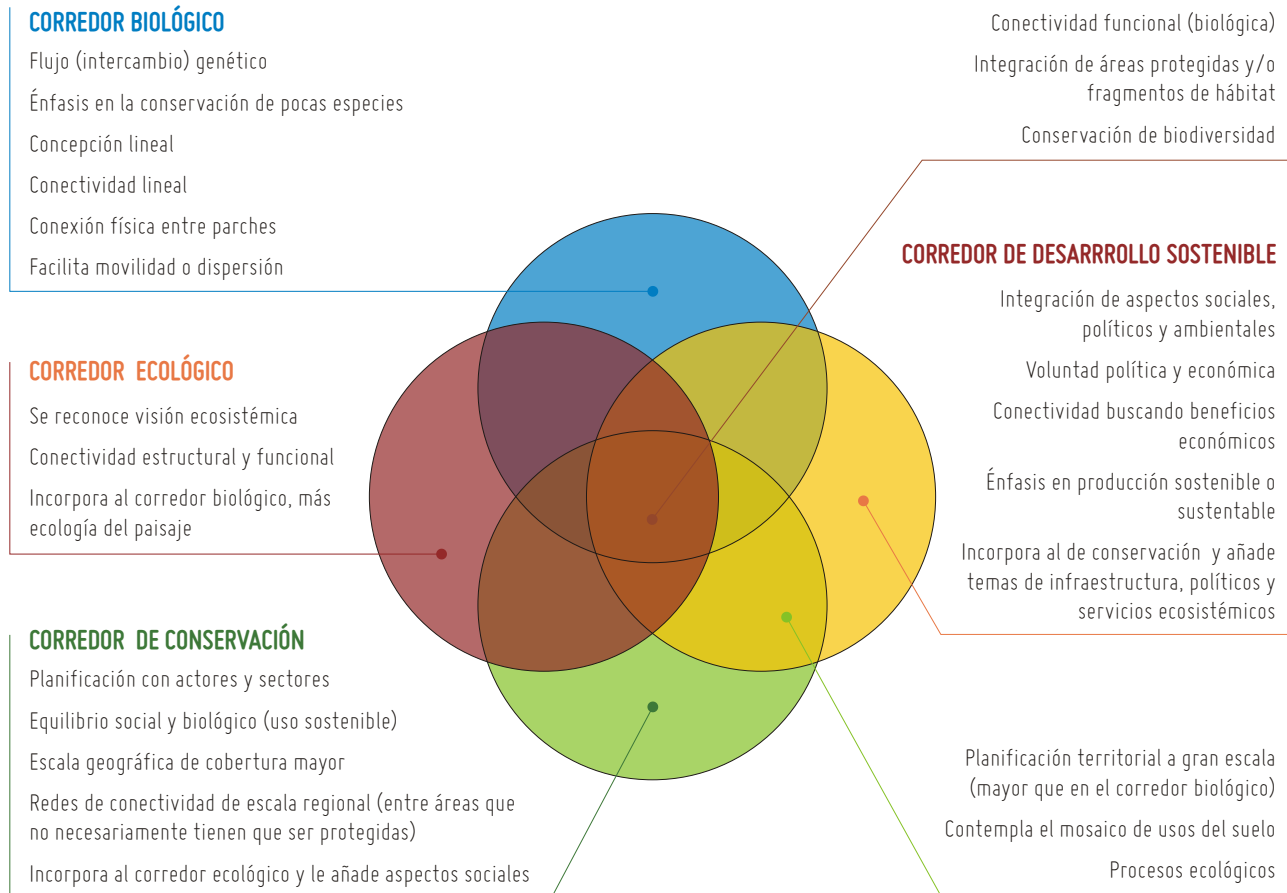 CORREDOR BIOLÓGICO
Flujo (intercambio) genético
Énfasis en la conservación de pocas especies
Concepción lineal
Conectividad lineal
Conexión física entre parches
Facilita movilidad o dispersión
CORREDOR ECOLÓGICO
Se reconoce visión ecosistémica
Conectividad estructural y funcional
Incorpora al corredor biológico, más
ecología del paisaje
CORREDOR DE CONSERVACIÓN
Planificación con actores y sectores
Equilibrio social y biológico (uso sostenible)
Escala geográfica de cobertura mayor
Redes de conectividad de escala regional (entre áreas que
no necesariamente tienen que ser protegidas)
Incorpora al corredor ecológico y le añade aspectos sociales
Conectividad funcional (biológica)
Integración de áreas protegidas y/o
fragmentos de hábitat
Conservación de biodiversidad
CORREDOR DE DESARRROLLO SOSTENIBLE
Integración de aspectos sociales,
políticos y ambientales
Voluntad política y económica
Conectividad buscando beneficios
económicos
Énfasis en producción sostenible o
sustentable
Incorpora al de conservación y añade
temas de infraestructura, políticos y
servicios ecosistémicos
Planificación territorial a gran escala
(mayor que en el corredor biológico)
Contempla el mosaico de usos del suelo
Procesos ecológicos